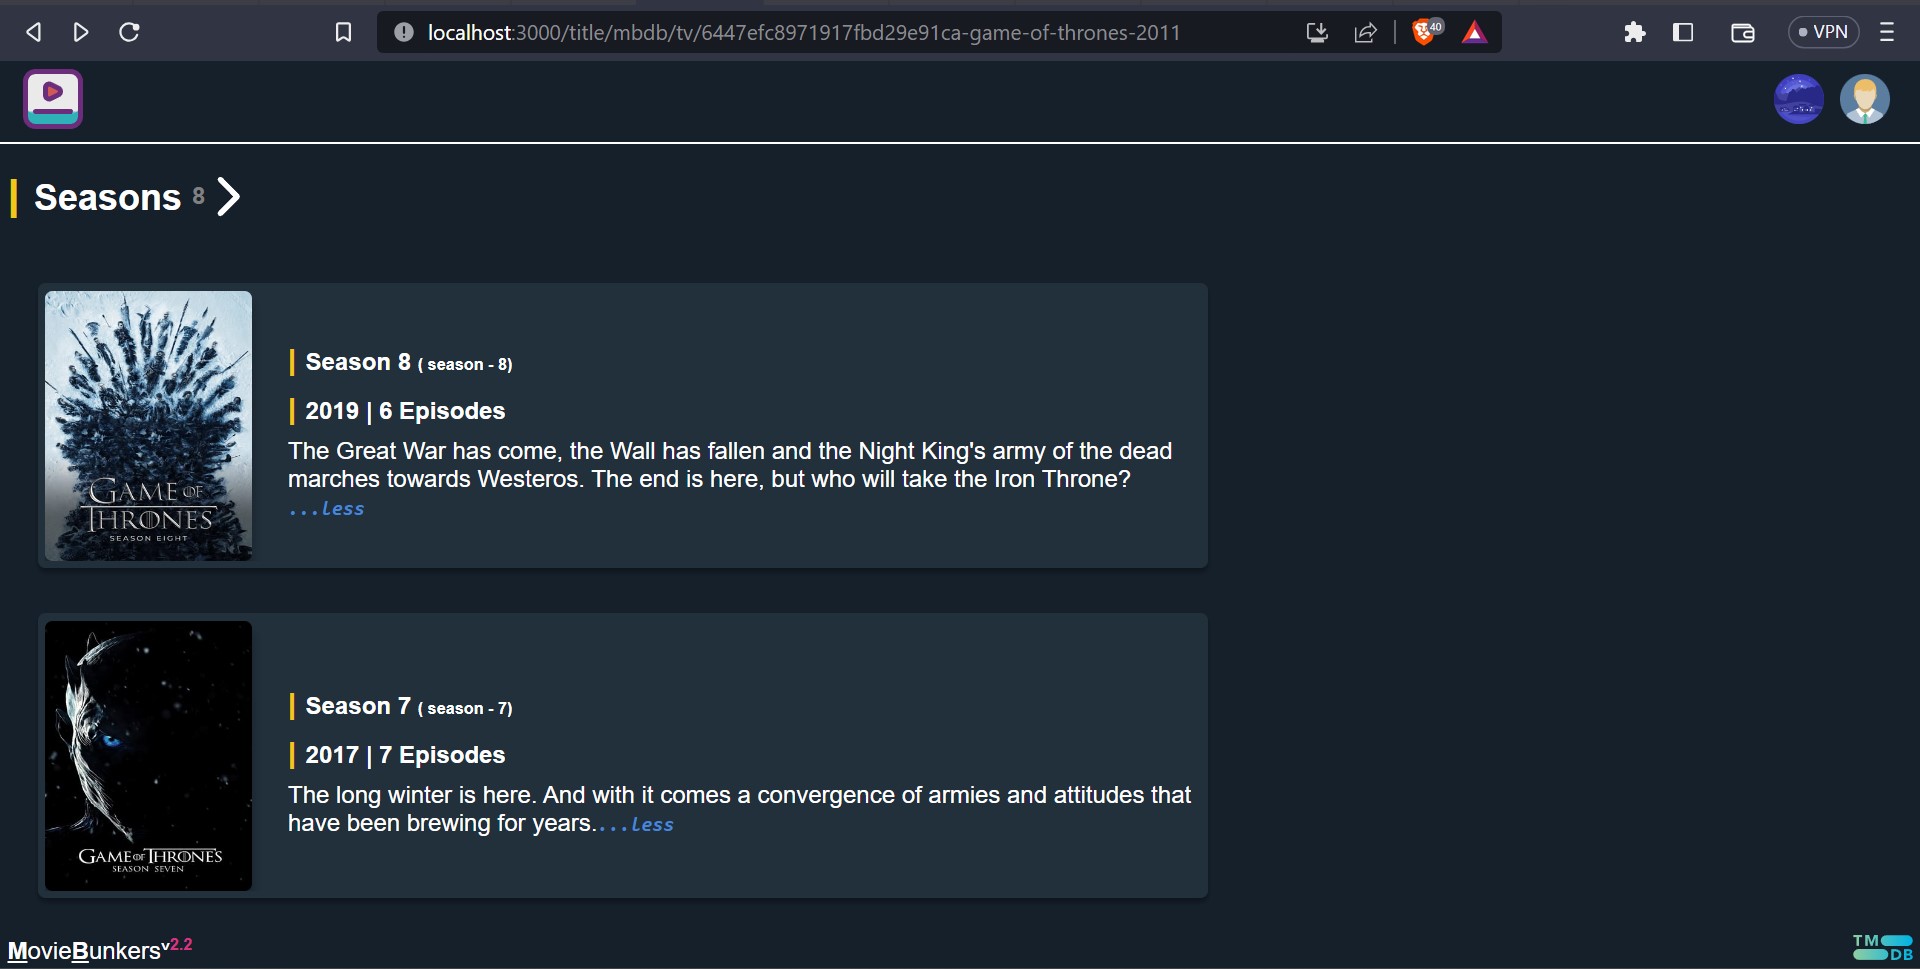 localhost:3000/title/mbdb/tv/6447efc8971917fbd29e91ca-game-of-thrones-2011
40
VPN
Seasons 8
GAME OF
THRONES
SEASON EIGHT
Season 8 ( season - 8)
2019 | 6 Episodes
The Great War has come, the Wall has fallen and the Night King's army of the dead
marches towards Westeros. The end is here, but who will take the Iron Throne?
...less
GAME OF THRONES
SEASON SEVEN
Season 7 ( season - 7)
2017 | 7 Episodes
The long winter is here. And with it comes a convergence of armies and attitudes that
have been brewing for years....less
MovieBunkersv2.2
TM
DB